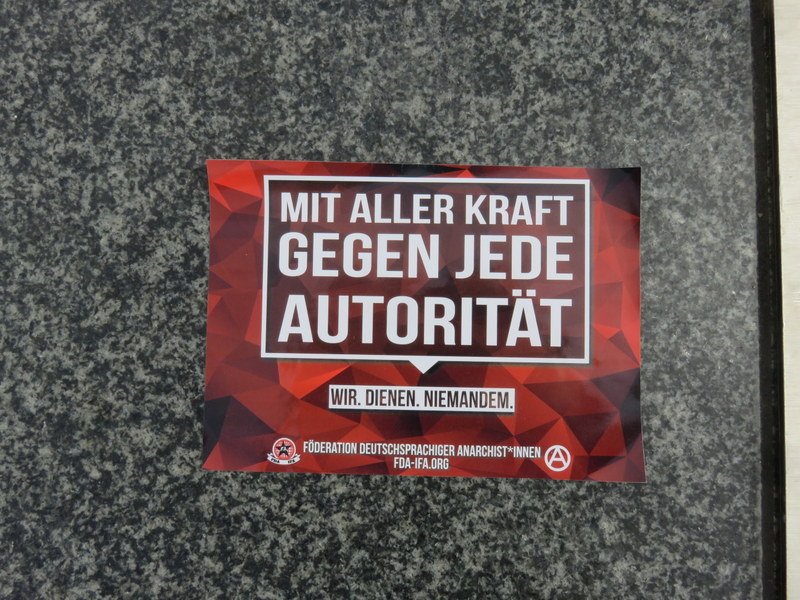 MIT ALLER KRAFT
GEGEN JEDE
AUTORITÄT
WIR. DIENEN. NIEMANDEM.
FÖDERATION DEUTSCHSPRACHIGER ANARCHIST*INNEN
FDA-IFA.ORG